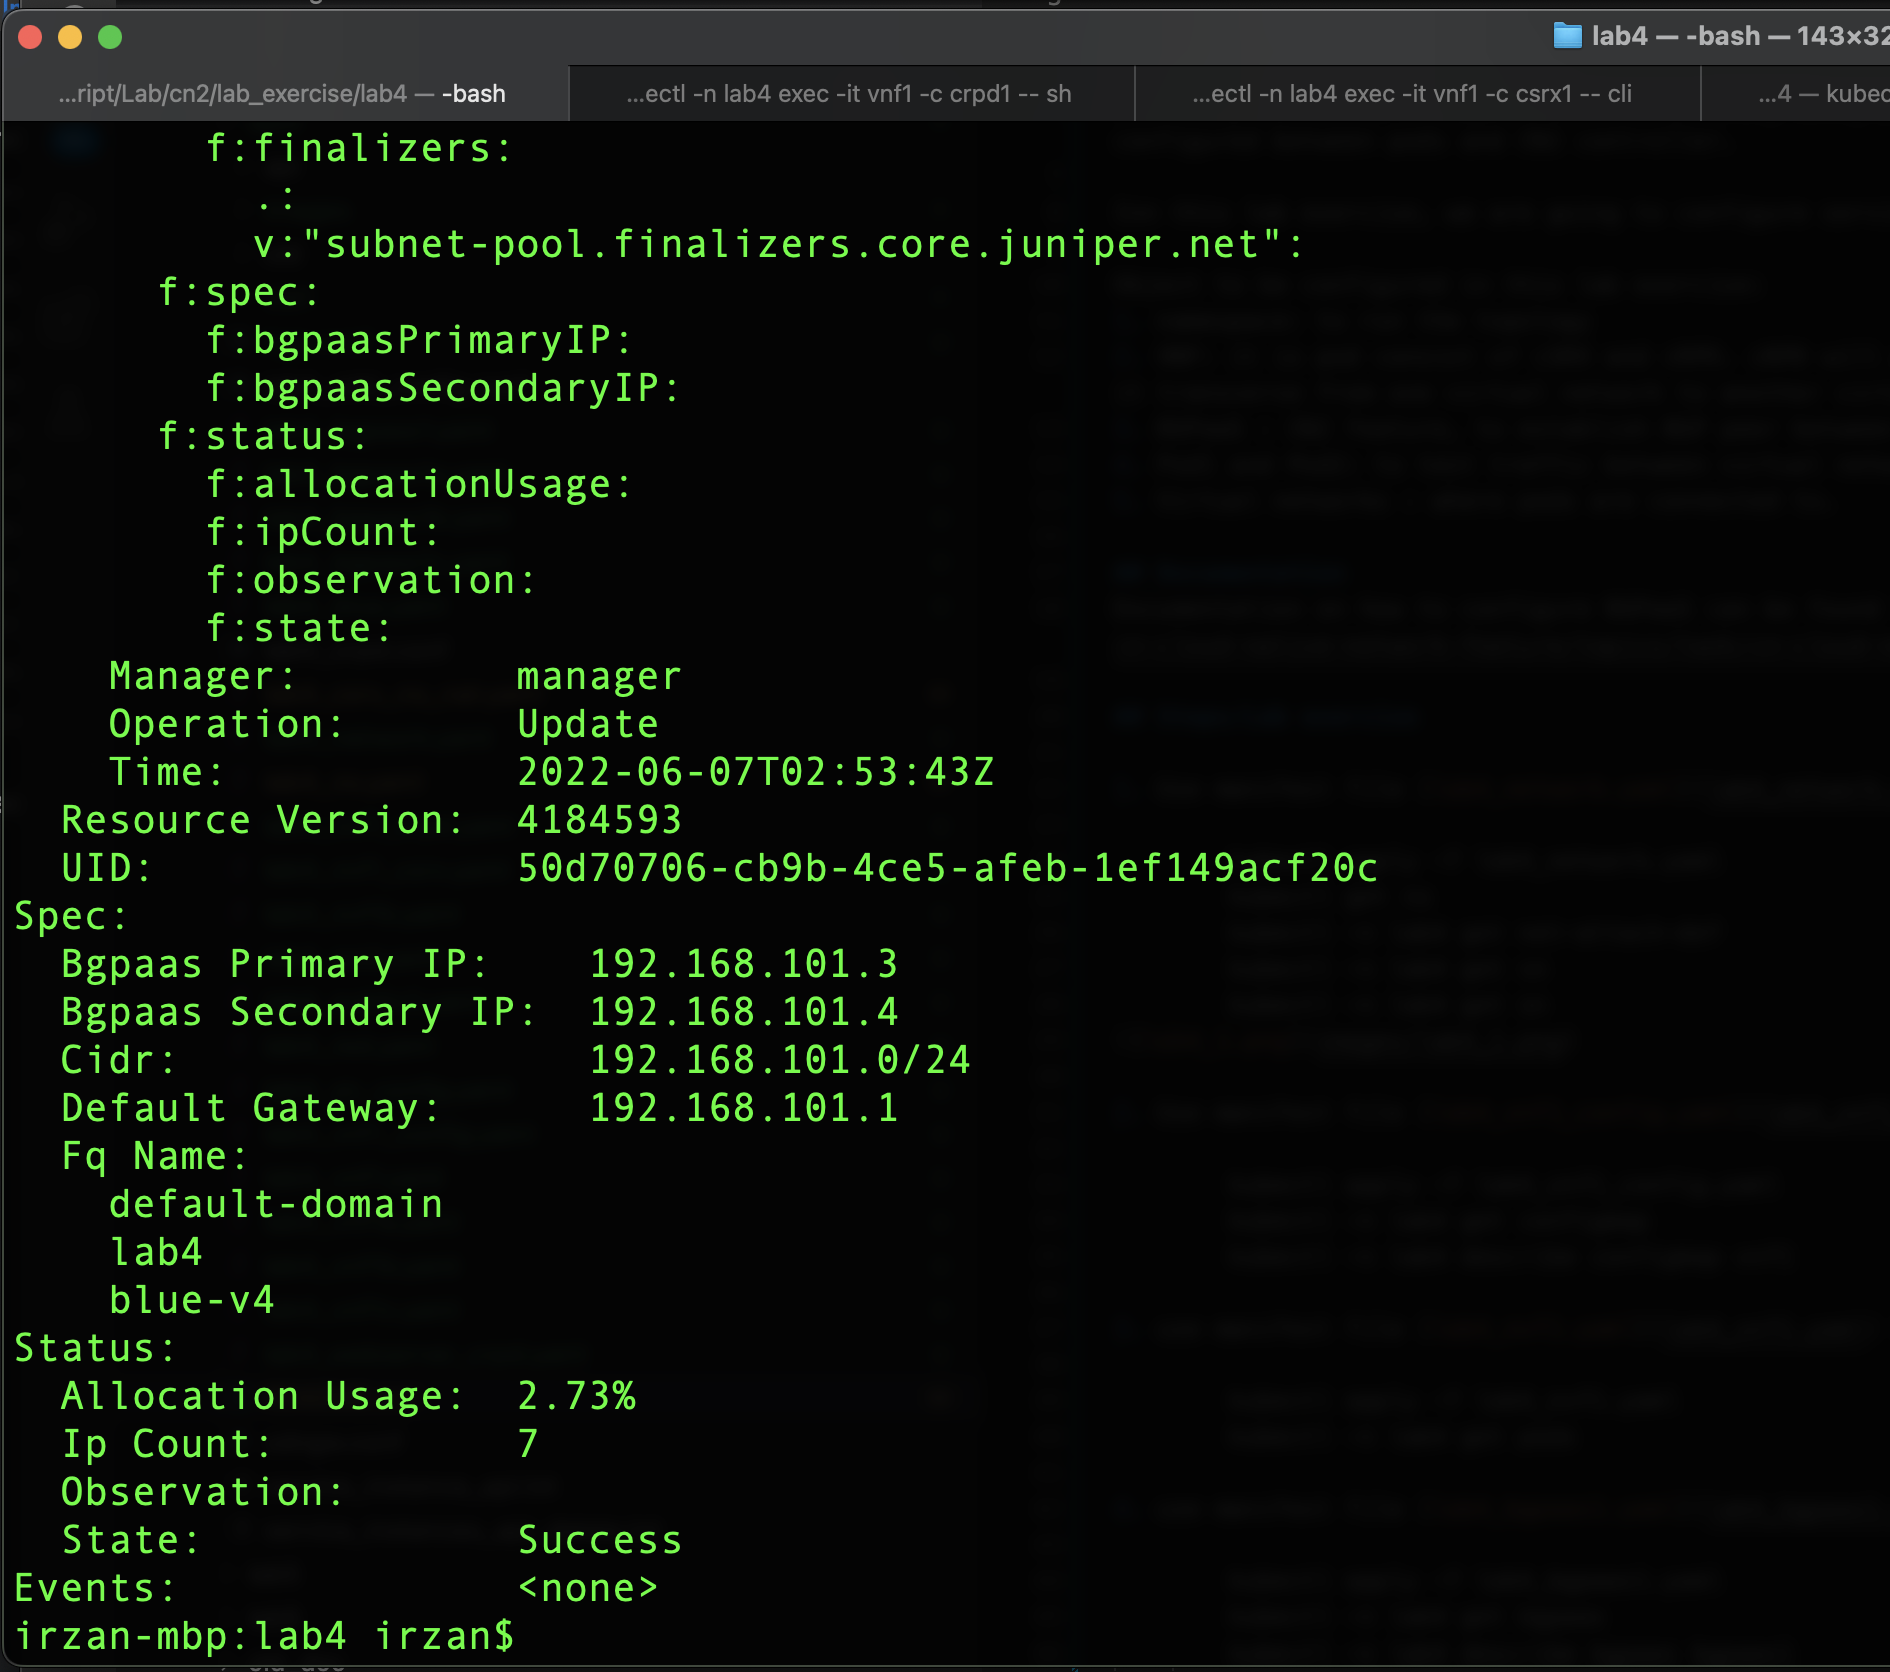 lab4 — -bash — 143×32
...ript/Lab/cn2/lab_exercise/lab4 — -bash
...ectl -n lab4 exec -it vnf1 -c crpd1 -- sh
...ectl -n lab4 exec -it vnf1 -c csrx1 -- cli
...4 — kubec
f:finalizers:
.:
v:"subnet-pool.finalizers.core.juniper.net":
f:spec:
f:bgpaasPrimaryIP:
f:bgpaasSecondaryIP:
f:status:
f:allocationUsage:
f:ipCount:
f:observation:
f:state:
Manager: manager
Operation: Update
Time: 2022-06-07T02:53:43Z
Resource Version: 4184593
UID: 50d70706-cb9b-4ce5-afeb-1ef149acf20c
Spec:
Bgpaas Primary IP: 192.168.101.3
Bgpaas Secondary IP: 192.168.101.4
Cidr: 192.168.101.0/24
Default Gateway: 192.168.101.1
Fq Name:
default-domain
lab4
blue-v4
Status:
Allocation Usage: 2.73%
Ip Count: 7
Observation:
State: Success
Events: <none>
irzan-mbp:lab4 irzan$